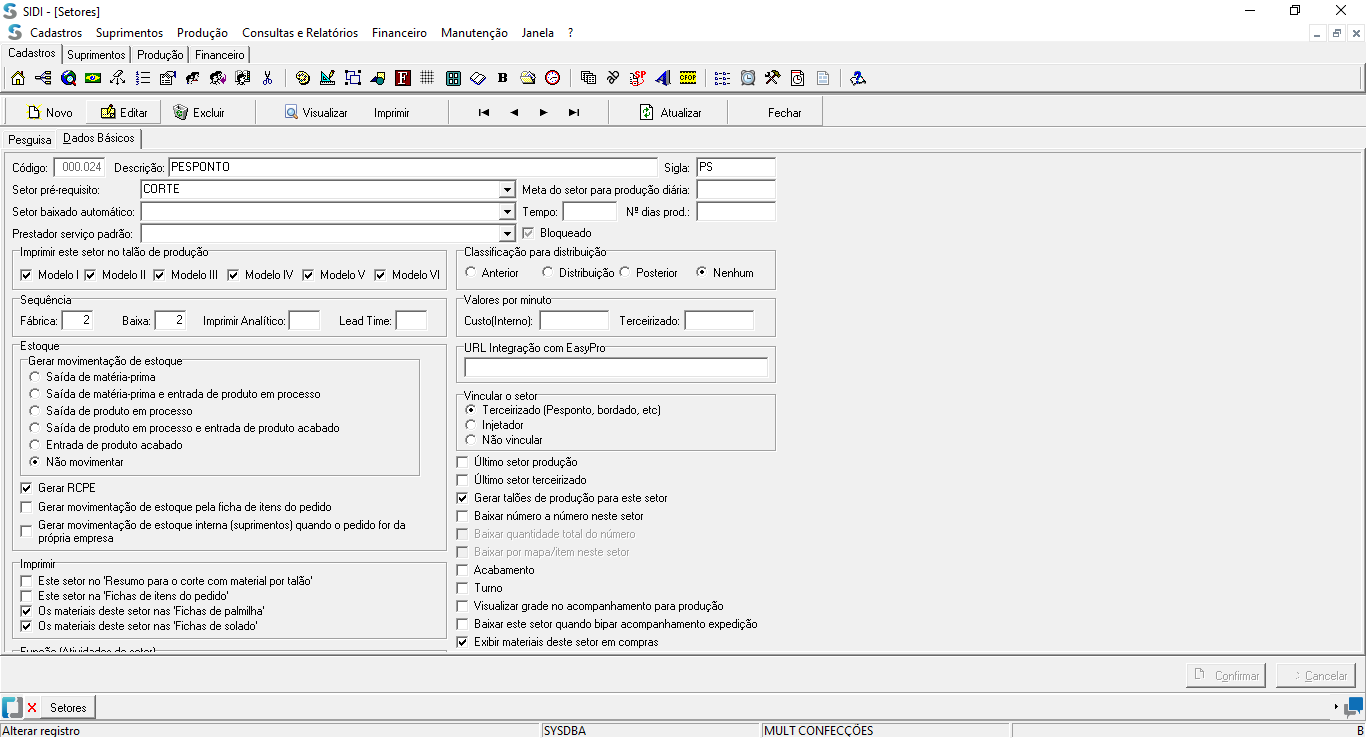 SIDI - [Setores]
Cadastros Suprimentos Produção Consultas e Relatórios Financeiro Manutenção Janela ?
Cadastros Suprimentos Produção Financeiro
F B SP CFOP
Novo Editar Excluir Visualizar Imprimir Atualizar Fechar
Pesquisa Dados Básicos
Código: 000.024 Descrição: PESPONTO Sigla: PS
Setor pré-requisito: CORTE Meta do setor para produção diária:
Setor baixado automático: Tempo: Nº dias prod.:
Prestador serviço padrão: Bloqueado
Imprimir este setor no talão de produção
Modelo I Modelo II Modelo III Modelo IV Modelo V Modelo VI
Classificação para distribuição
Anterior Distribuição Posterior Nenhum
Sequência
Fábrica: 2 Baixa: 2 Imprimir Analítico: Lead Time:
Valores por minuto
Custo(Interno): Terceirizado:
Estoque
Gerar movimentação de estoque
Saída de matéria-prima
Saída de matéria-prima e entrada de produto em processo
Saída de produto em processo
Saída de produto em processo e entrada de produto acabado
Entrada de produto acabado
Não movimentar
Gerar RCPE
Gerar movimentação de estoque pela ficha de itens do pedido
Gerar movimentação de estoque interna (suprimentos) quando o pedido for da
própria empresa
Imprimir
Este setor no 'Resumo para o corte com material por talão'
Este setor na 'Fichas de itens do pedido'
Os materiais deste setor nas 'Fichas de palmilha'
Os materiais deste setor nas 'Fichas de solado'
Função (Atividades do setor)
URL Integração com EasyPro
Vincular o setor
Terceirizado (Pesponto, bordado, etc)
Injetador
Não vincular
Último setor produção
Último setor terceirizado
Gerar talões de produção para este setor
Baixar número a número neste setor
Baixar quantidade total do número
Baixar por mapa/item neste setor
Acabamento
Turno
Visualizar grade no acompanhamento para produção
Baixar este setor quando bipar acompanhamento expedição
Exibir materiais deste setor em compras
Confirmar Cancelar
Setores
Alterar registro SYSDBA MULT CONFECÇÕES B